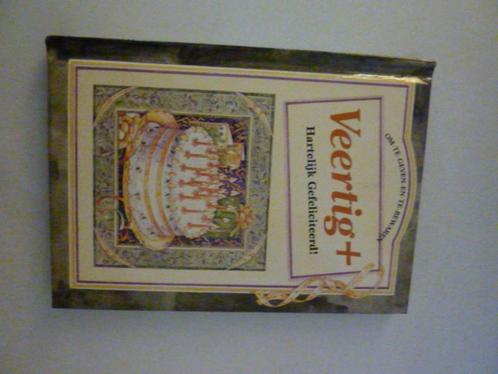 OM TE GEVEN EN TE BEWAREN
Veertig+
Hartelijk Gefeliciteerd!